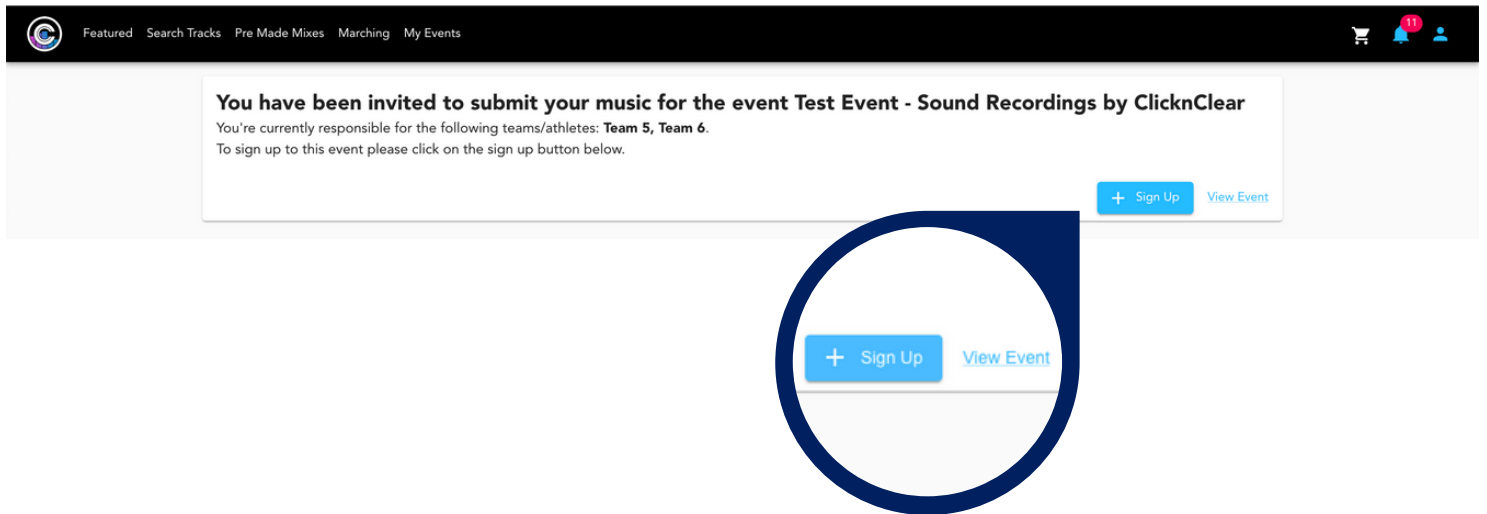 Featured Search Tracks Pre Made Mixes Marching My Events 11
You have been invited to submit your music for the event Test Event - Sound Recordings by ClicknClear
You're currently responsible for the following teams/athletes: Team 5, Team 6.
To sign up to this event please click on the sign up button below.
+ Sign Up View Event
+ Sign Up View Event